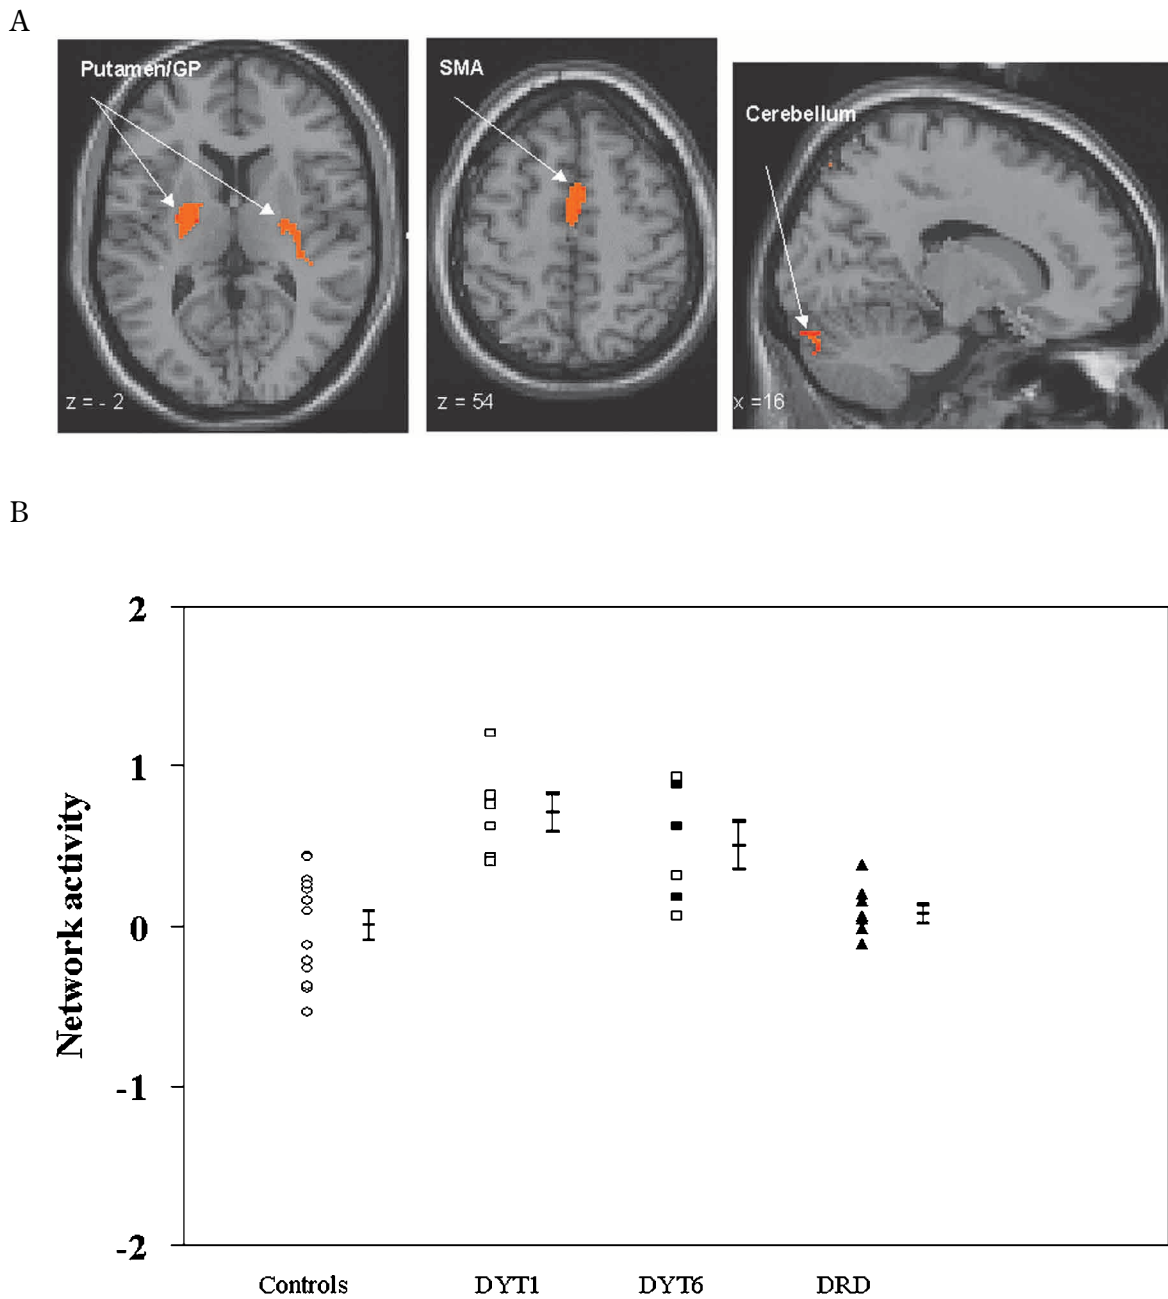 A
Putamen/GP
z = - 2
SMA
z = 54
Cerebellum
x =16
B
2
1
0
-1
-2
Network activity
Controls DYT1 DYT6 DRD